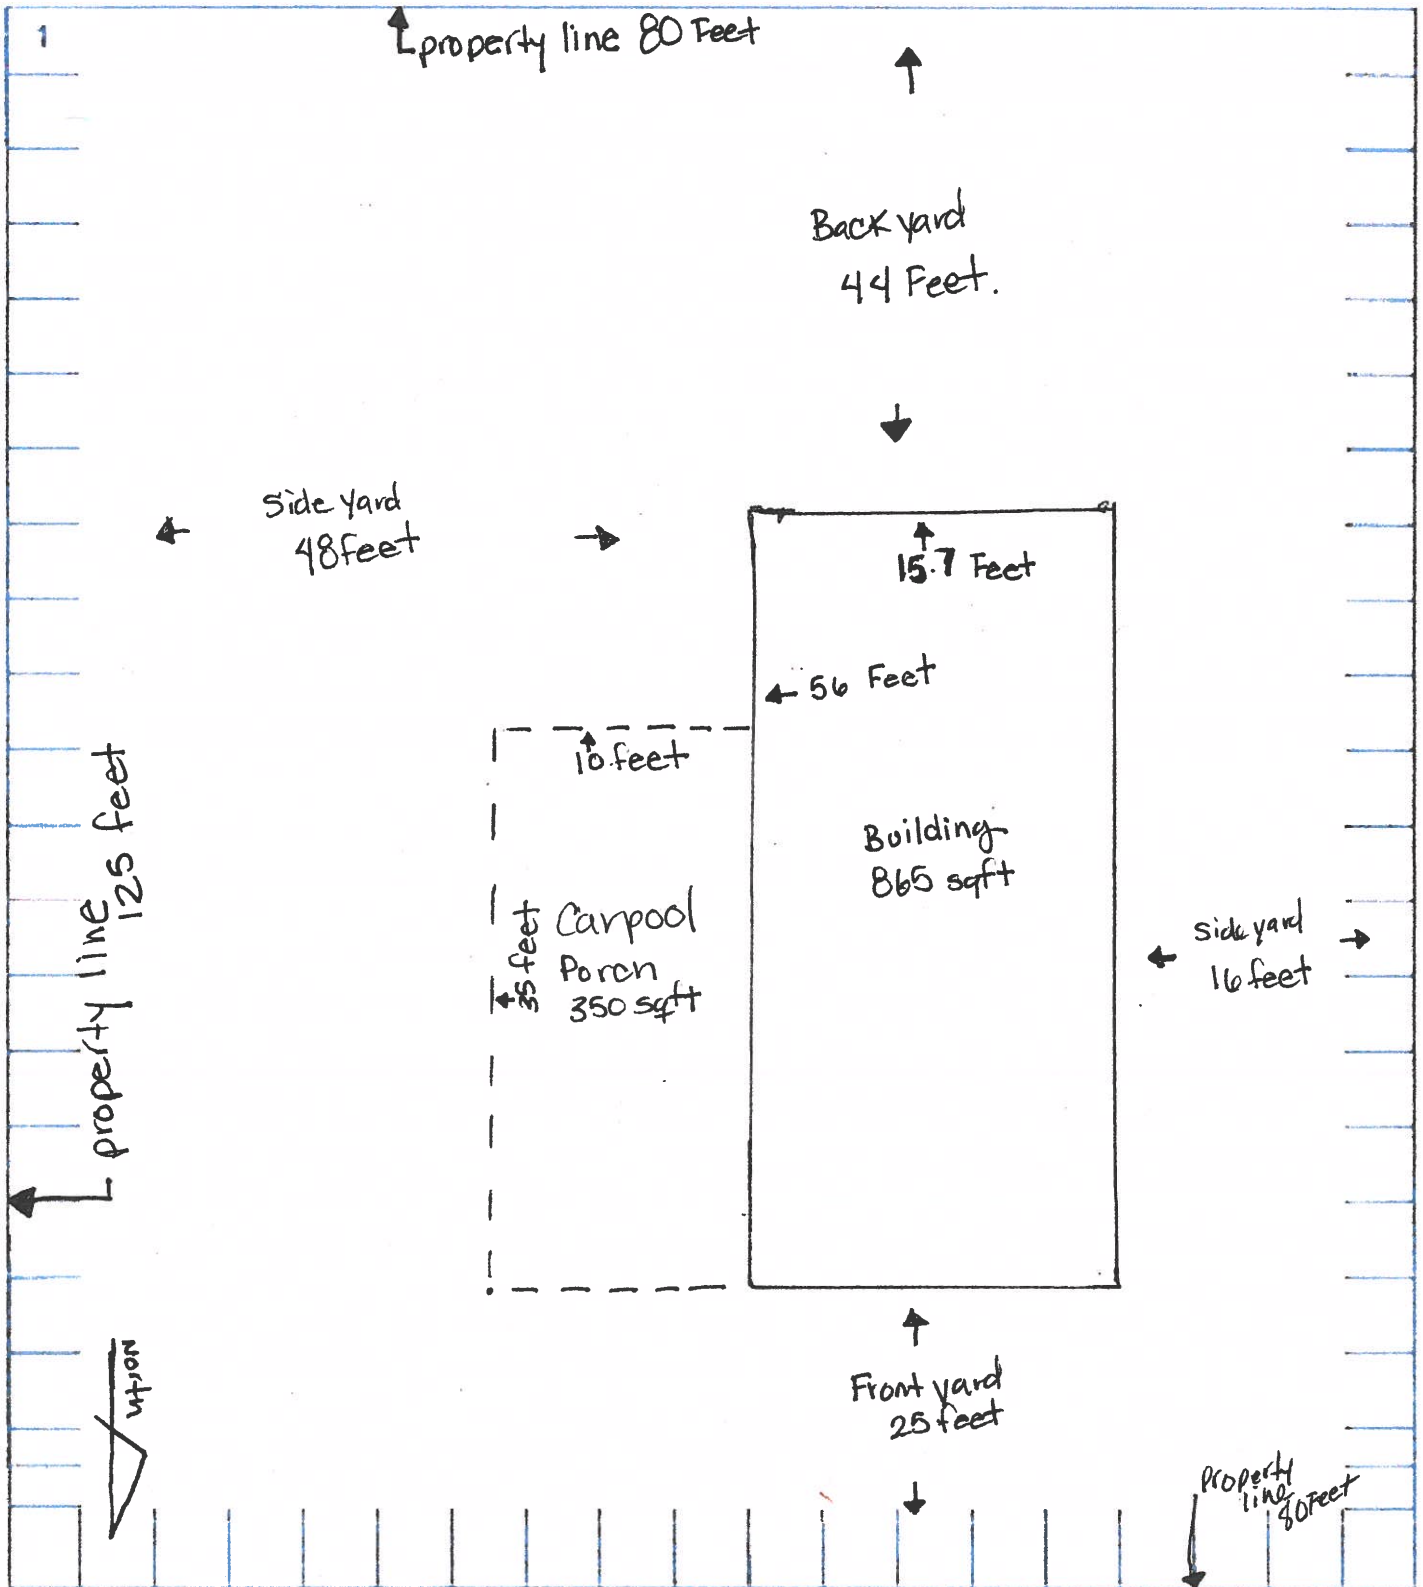 1
property line 80 Feet
Back yard
44 Feet.
Side yard
48 feet
15.7 Feet
56 Feet
10 feet
Building
865 sqft
property line
125 feet
35 feet
Carpool
Porch
350 sqft
Side yard
16 feet
North
Front yard
25 feet
property
line
80 Feet